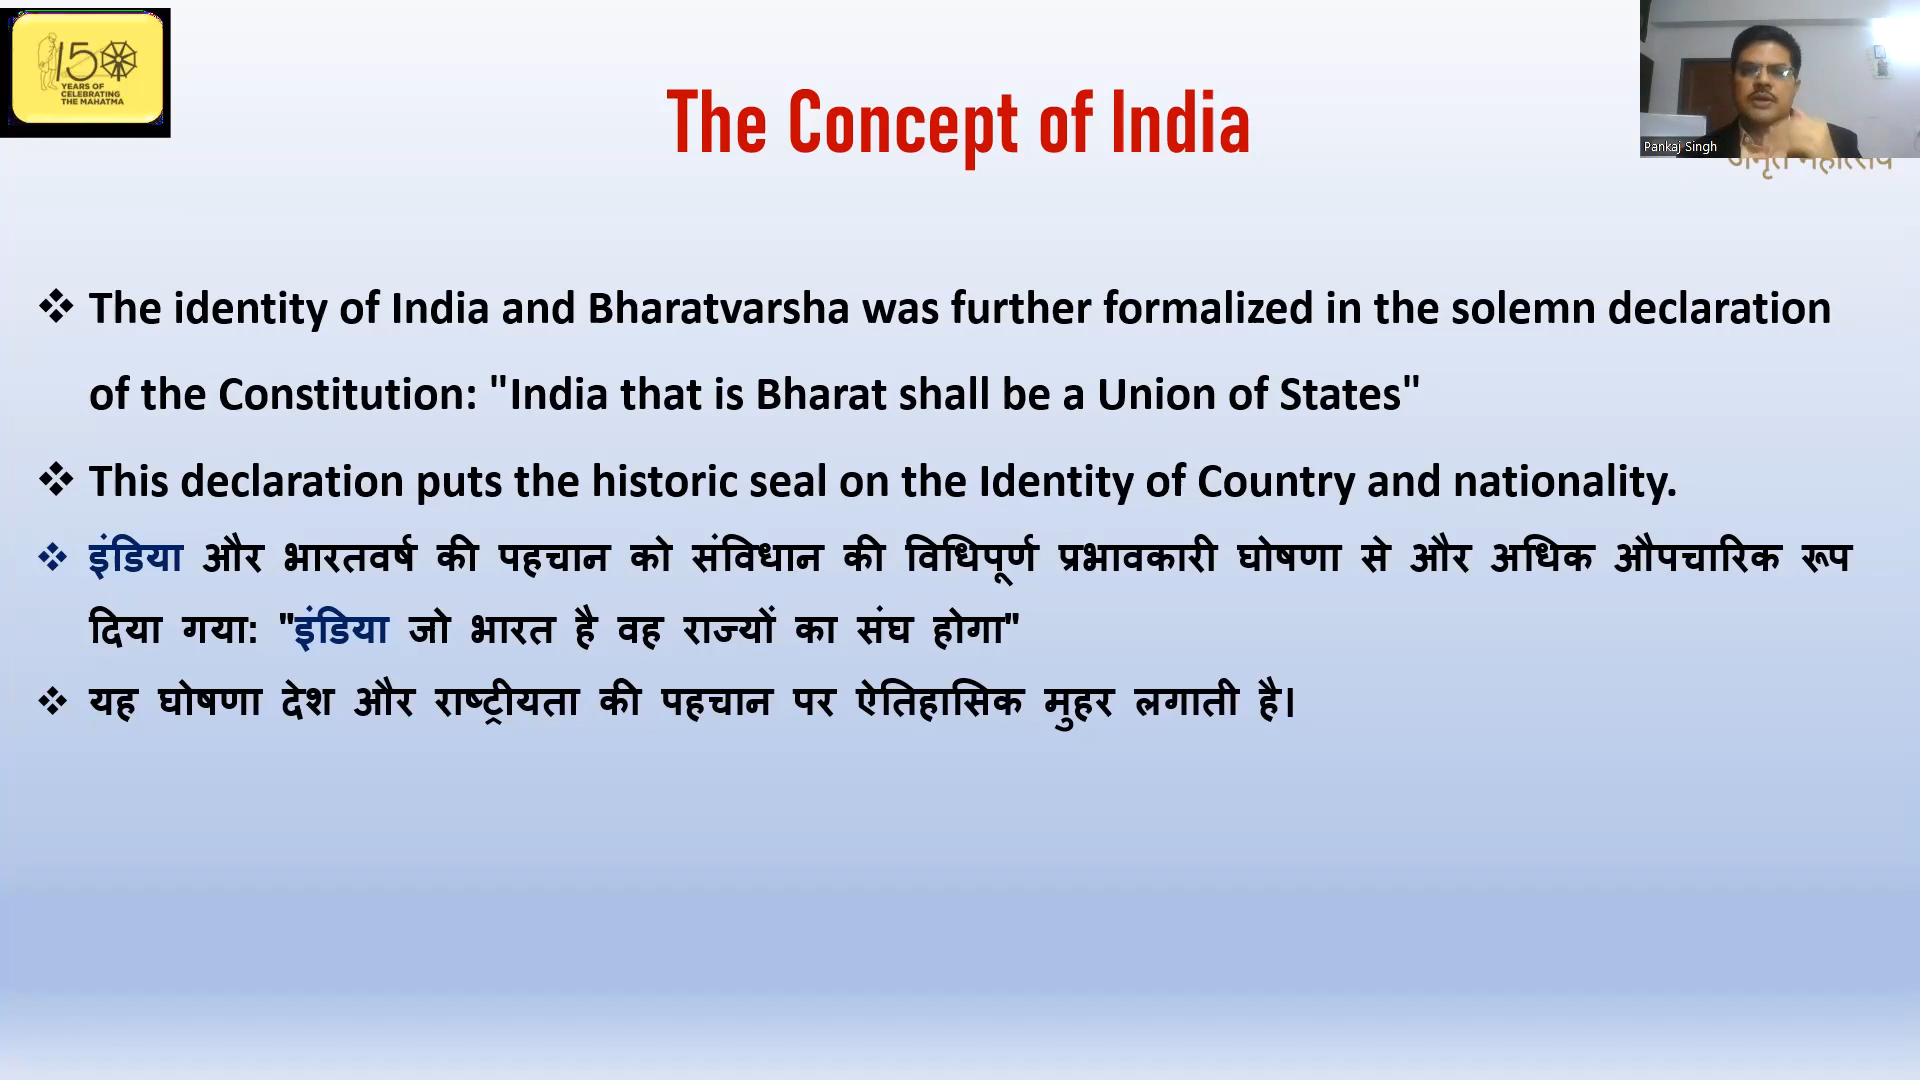 150
YEARS OF
CELEBRATING
THE MAHATMA
The Concept of India
Pankaj Singh
अमृत महोत्सव
❖ The identity of India and Bharatvarsha was further formalized in the solemn declaration
of the Constitution: "India that is Bharat shall be a Union of States"
❖ This declaration puts the historic seal on the Identity of Country and nationality.
❖ इंडिया और भारतवर्ष की पहचान को संविधान की विधिपूर्ण प्रभावकारी घोषणा से और अधिक औपचारिक रूप
दिया गया: "इंडिया जो भारत है वह राज्यों का संघ होगा"
❖ यह घोषणा देश और राष्ट्रीयता की पहचान पर ऐतिहासिक मुहर लगाती है।